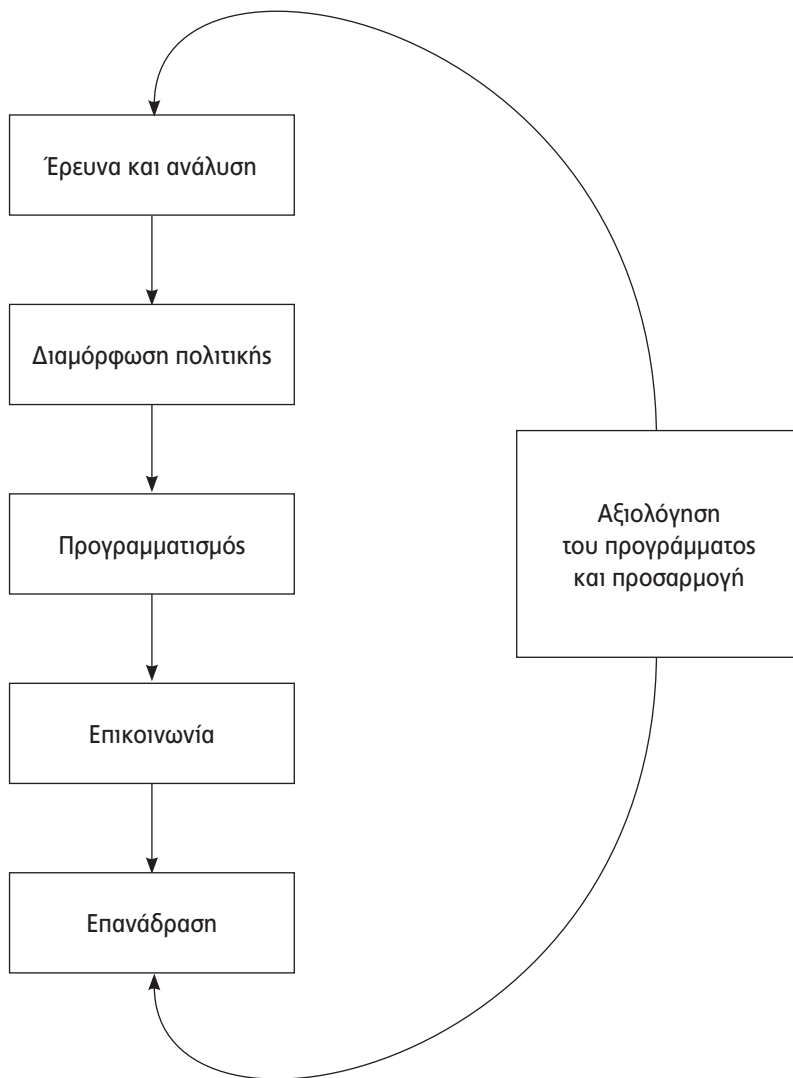 Έρευνα και ανάλυση
Διαμόρφωση πολιτικής
Προγραμματισμός
Επικοινωνία
Επανάδραση
Αξιολόγηση
του προγράμματος
και προσαρμογή